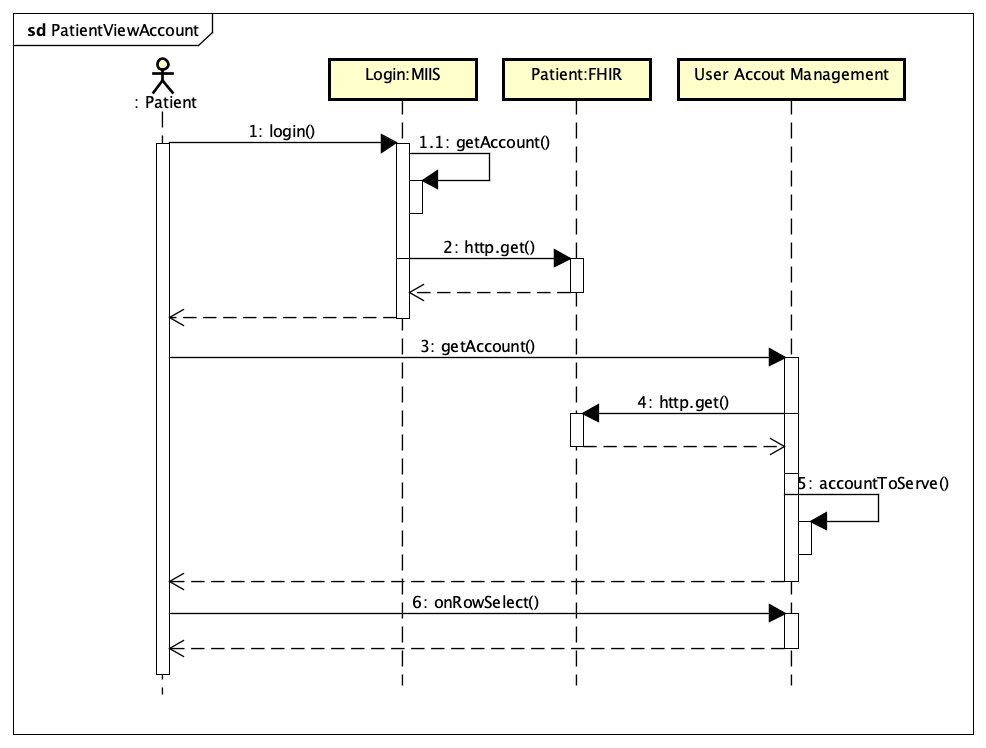 sd PatientViewAccount
: Patient
Login:MIIS
Patient:FHIR
User Accout Management
1: login()
1.1: getAccount()
2: http.get()
3: getAccount()
4: http.get()
5: accountToServe()
6: onRowSelect()